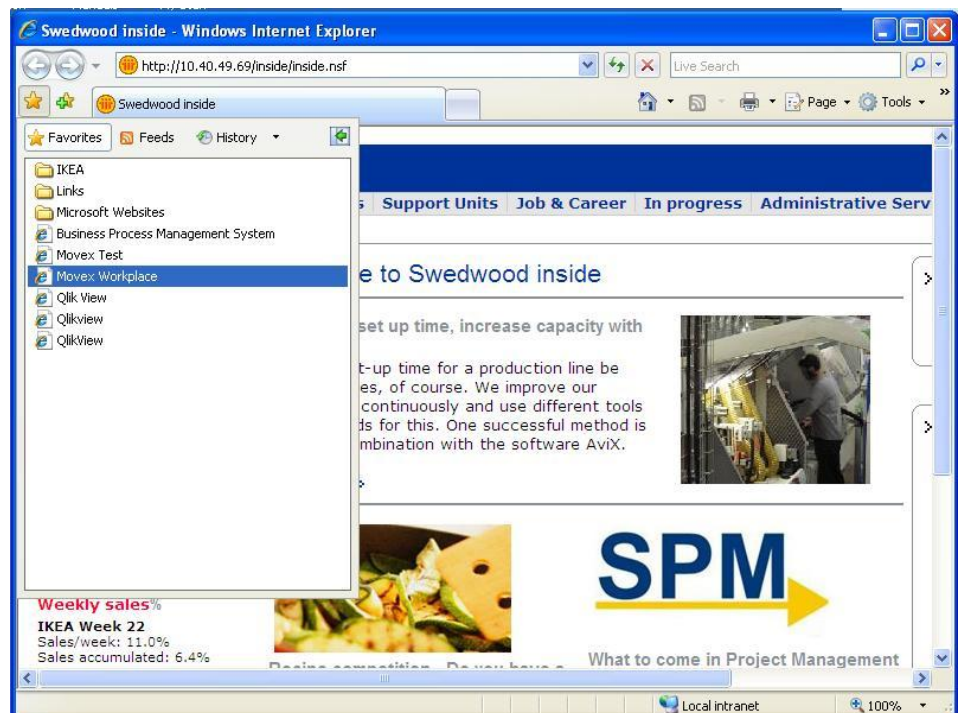 Swedwood inside - Windows Internet Explorer
http://10.40.49.69/inside/inside.nsf
Live Search
Swedwood inside
Page
Tools
»
Favorites
Feeds
History
IKEA
Links
Microsoft Websites
Business Process Management System
Movex Test
Movex Workplace
Qlik View
Qlikview
QlikView
Support Units Job & Career In progress Administrative Serv
e to Swedwood inside
set up time, increase capacity with
t-up time for a production line be
es, of course. We improve our
continuously and use different tools
ds for this. One successful method is
mbination with the software AviX.
Weekly sales%
IKEA Week 22
Sales/week: 11.0%
Sales accumulated: 6.4%
SPM
What to come in Project Management
Local intranet
100%